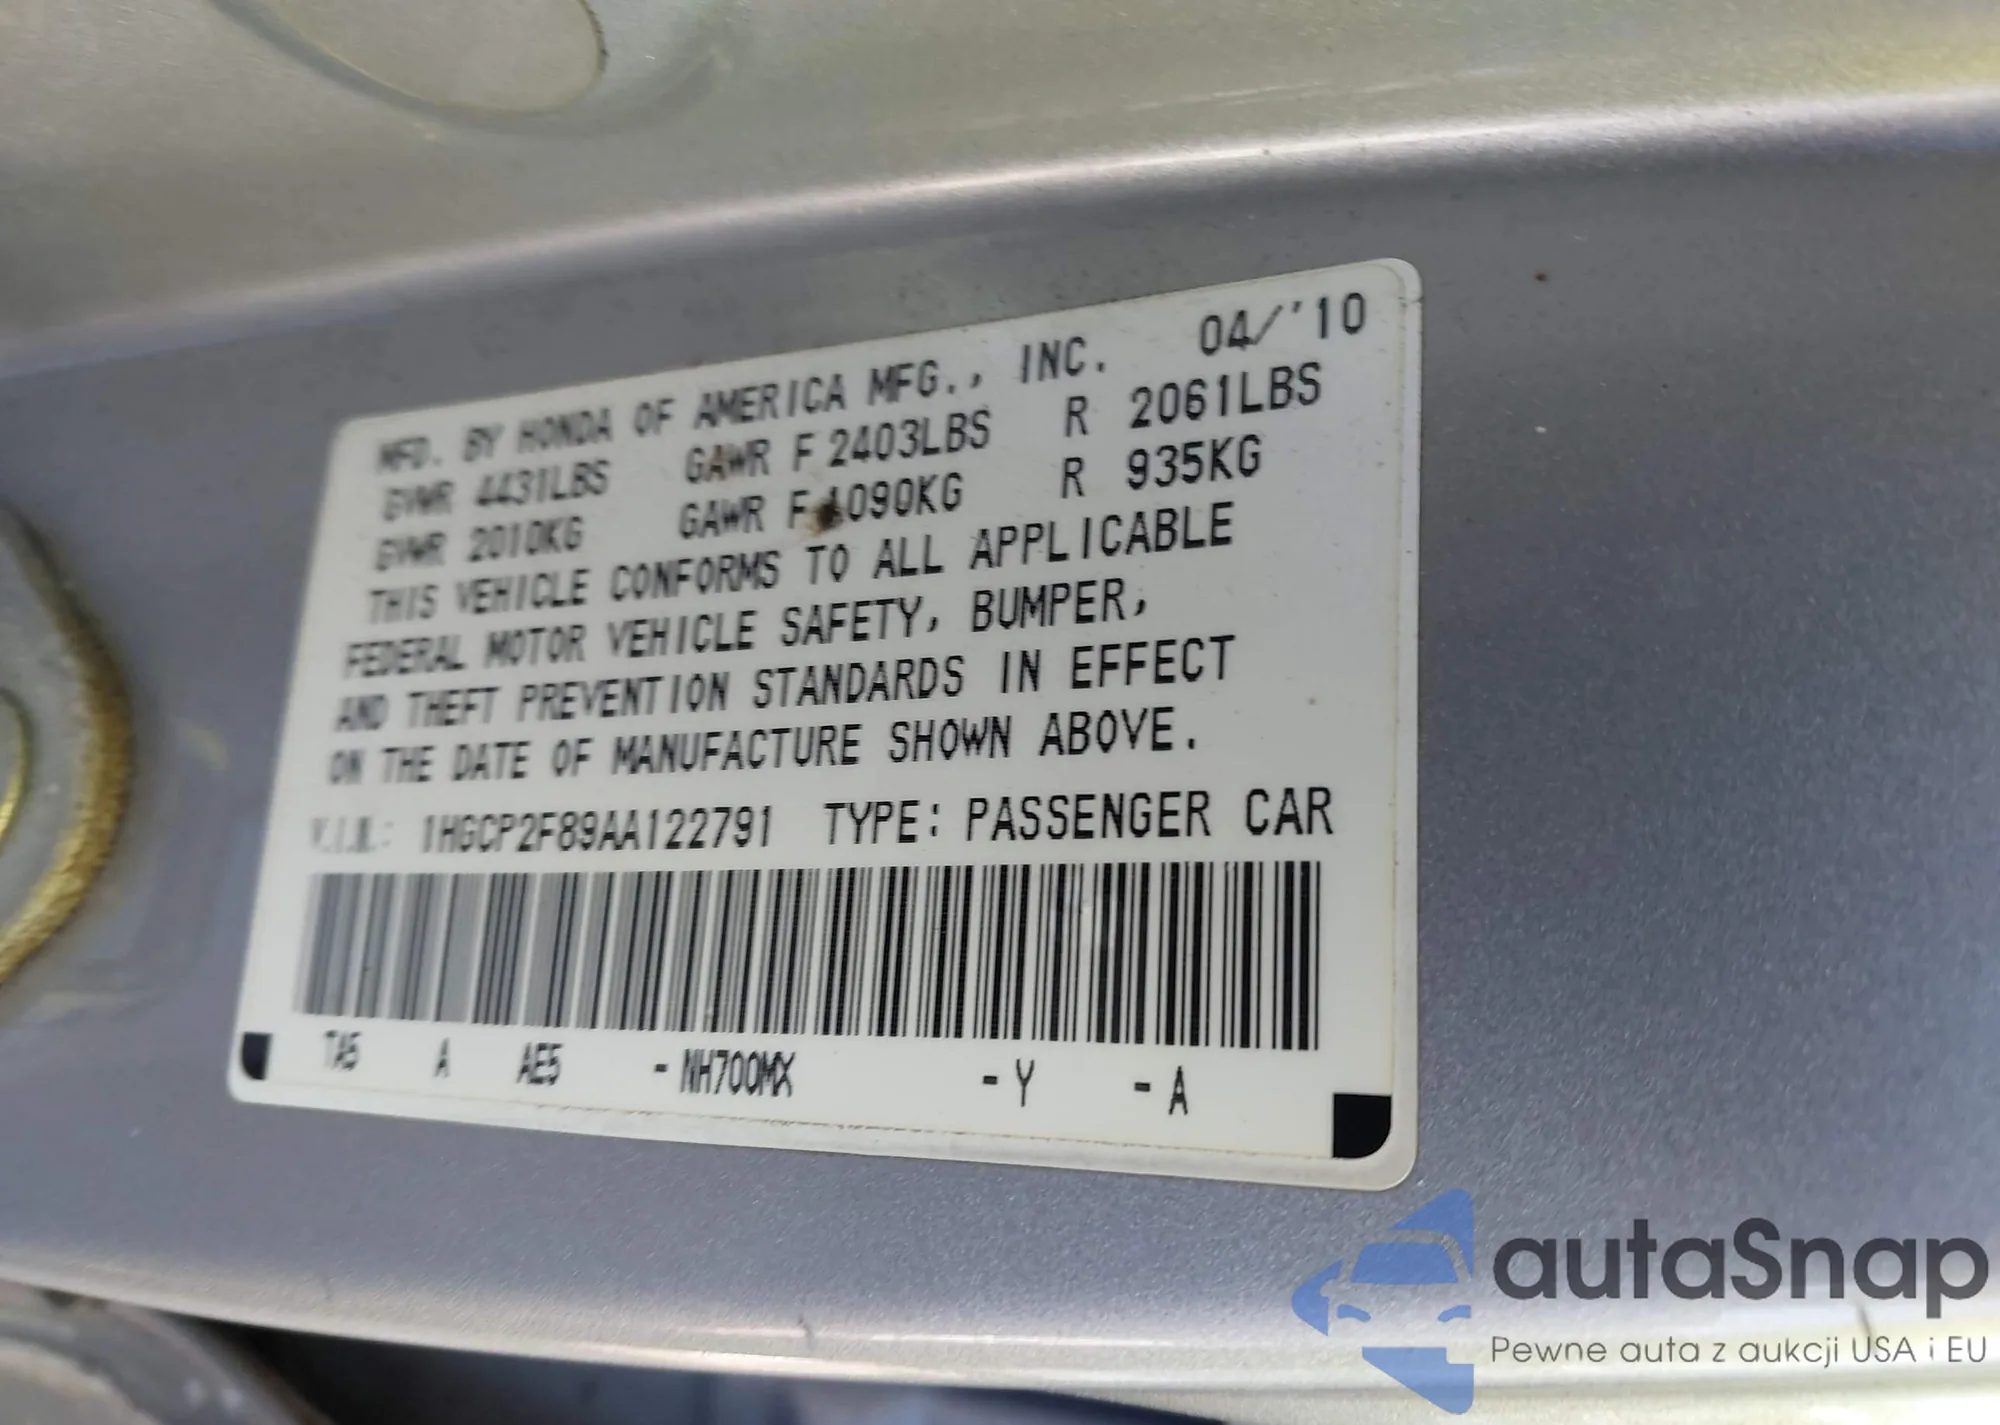 MFD. BY HONDA OF AMERICA MFG., INC. 04/'10
GVWR 4431LBS GAWR F 2403LBS R 2061LBS
GVWR 2010KG GAWR F 1090KG R 935KG
THIS VEHICLE CONFORMS TO ALL APPLICABLE
FEDERAL MOTOR VEHICLE SAFETY, BUMPER,
AND THEFT PREVENTION STANDARDS IN EFFECT
ON THE DATE OF MANUFACTURE SHOWN ABOVE.
V.I.N.: 1HGCP2F89AA122791 TYPE: PASSENGER CAR
TA5 A AE5 -NH700MX -Y -A
autaSnap
Pewne auta z aukcji USA i EU